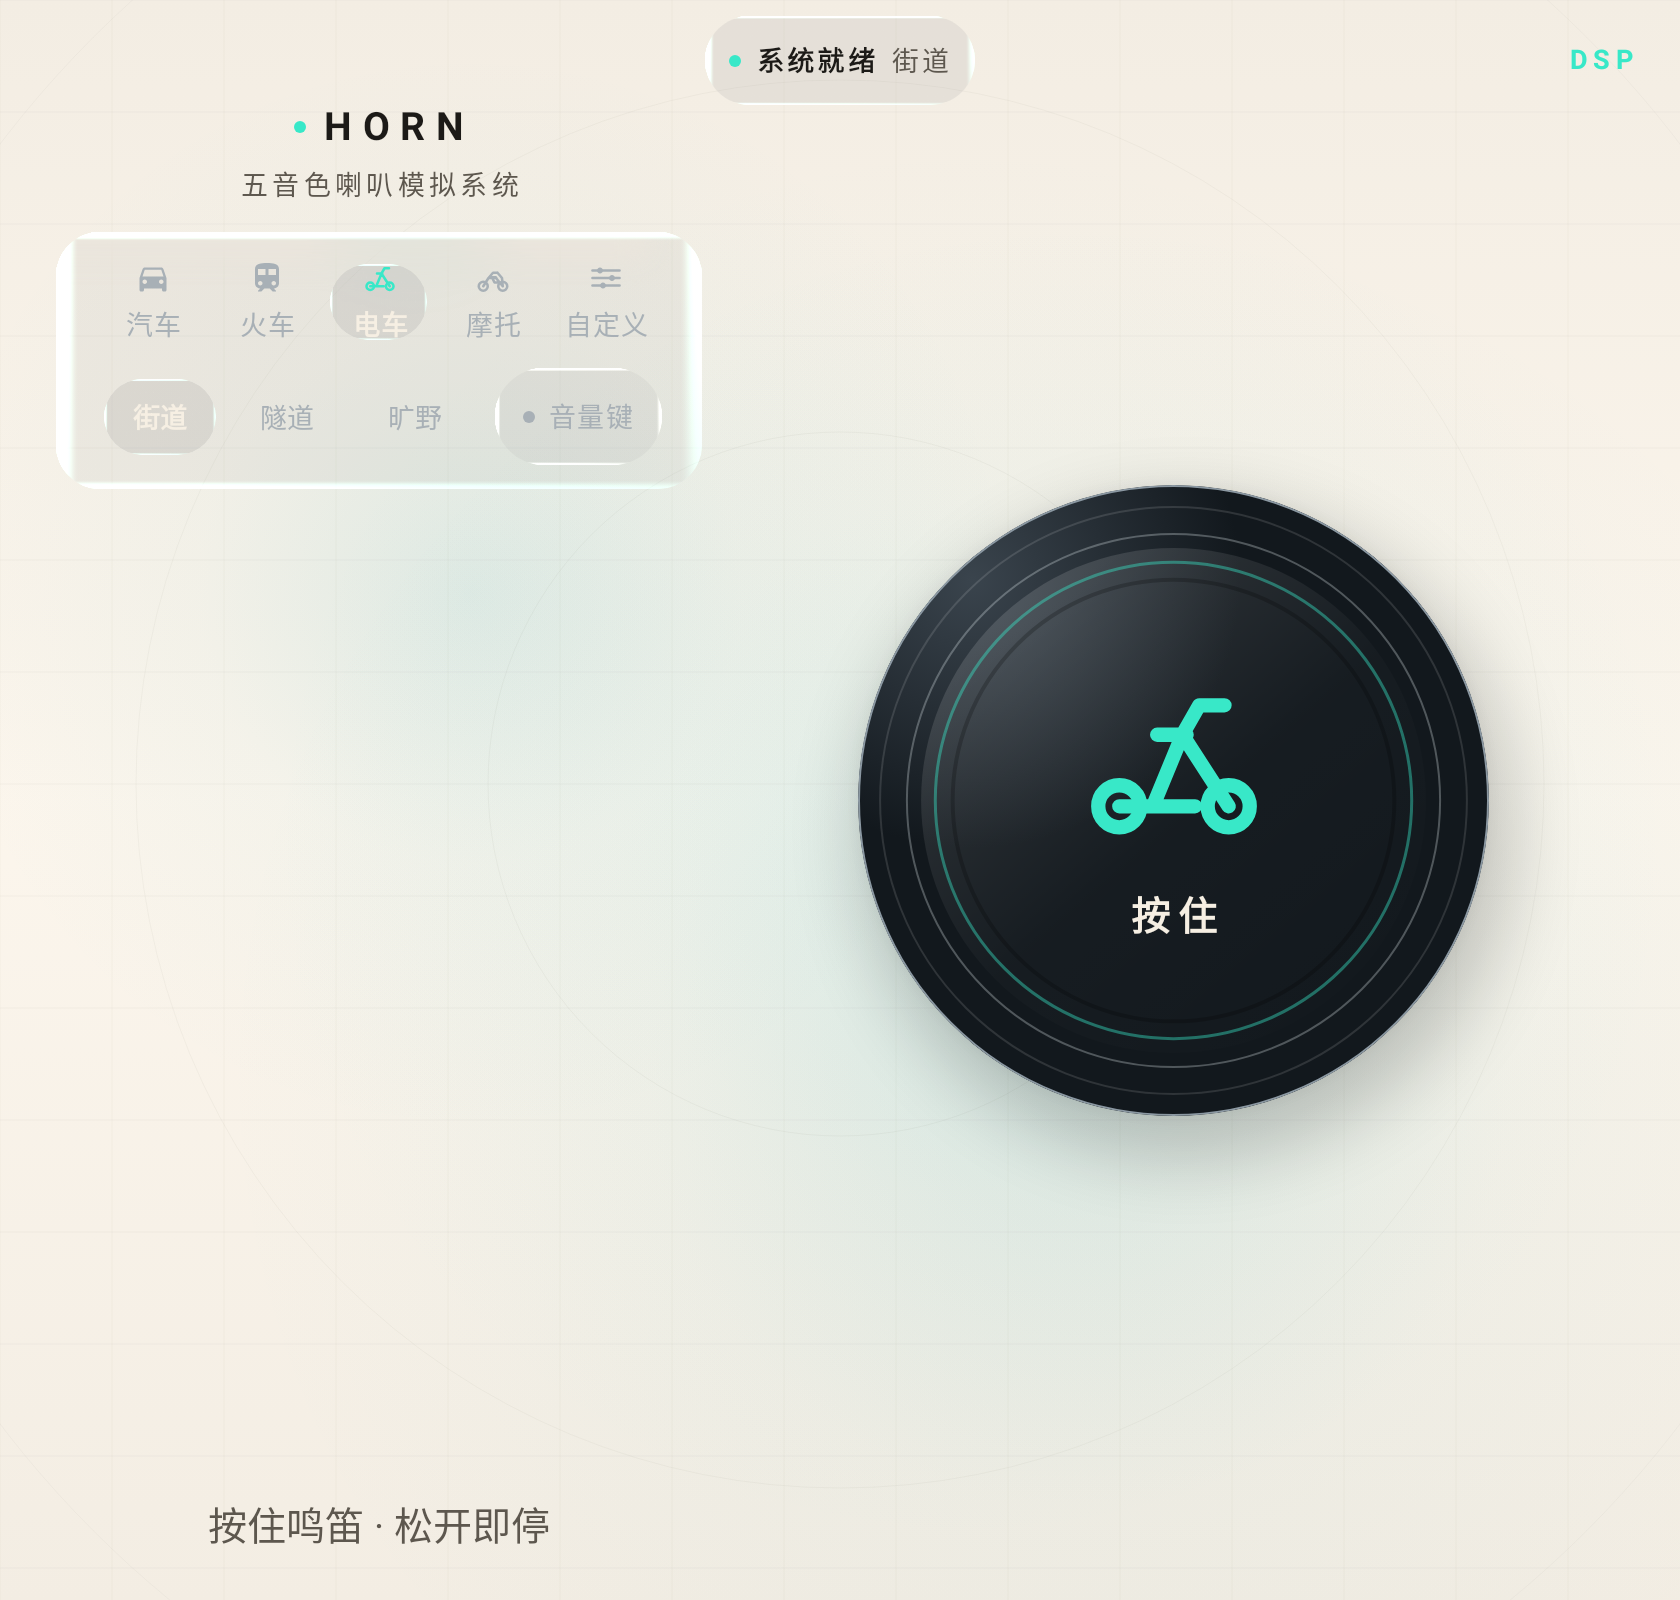 系统就绪 街道
DSP
HORN
五音色喇叭模拟系统
汽车 火车 电车 摩托 自定义
街道 隧道 旷野 音量键
按住
按住鸣笛 · 松开即停